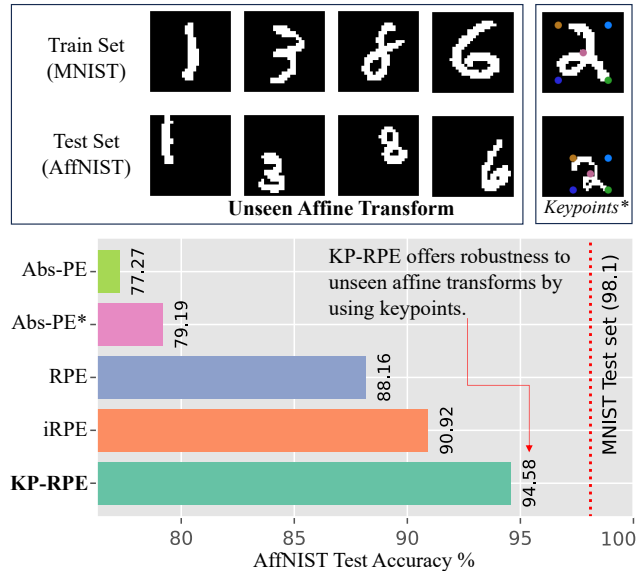 Train Set
(MNIST)
Test Set
(AffNIST)
Unseen Affine Transform
Keypoints*
KP-RPE offers robustness to
unseen affine transforms by
using keypoints.
MNIST Test set (98.1)
Abs-PE
77.27
Abs-PE*
79.19
RPE
88.16
iRPE
90.92
KP-RPE
94.58
80
85
90
95
100
AffNIST Test Accuracy %